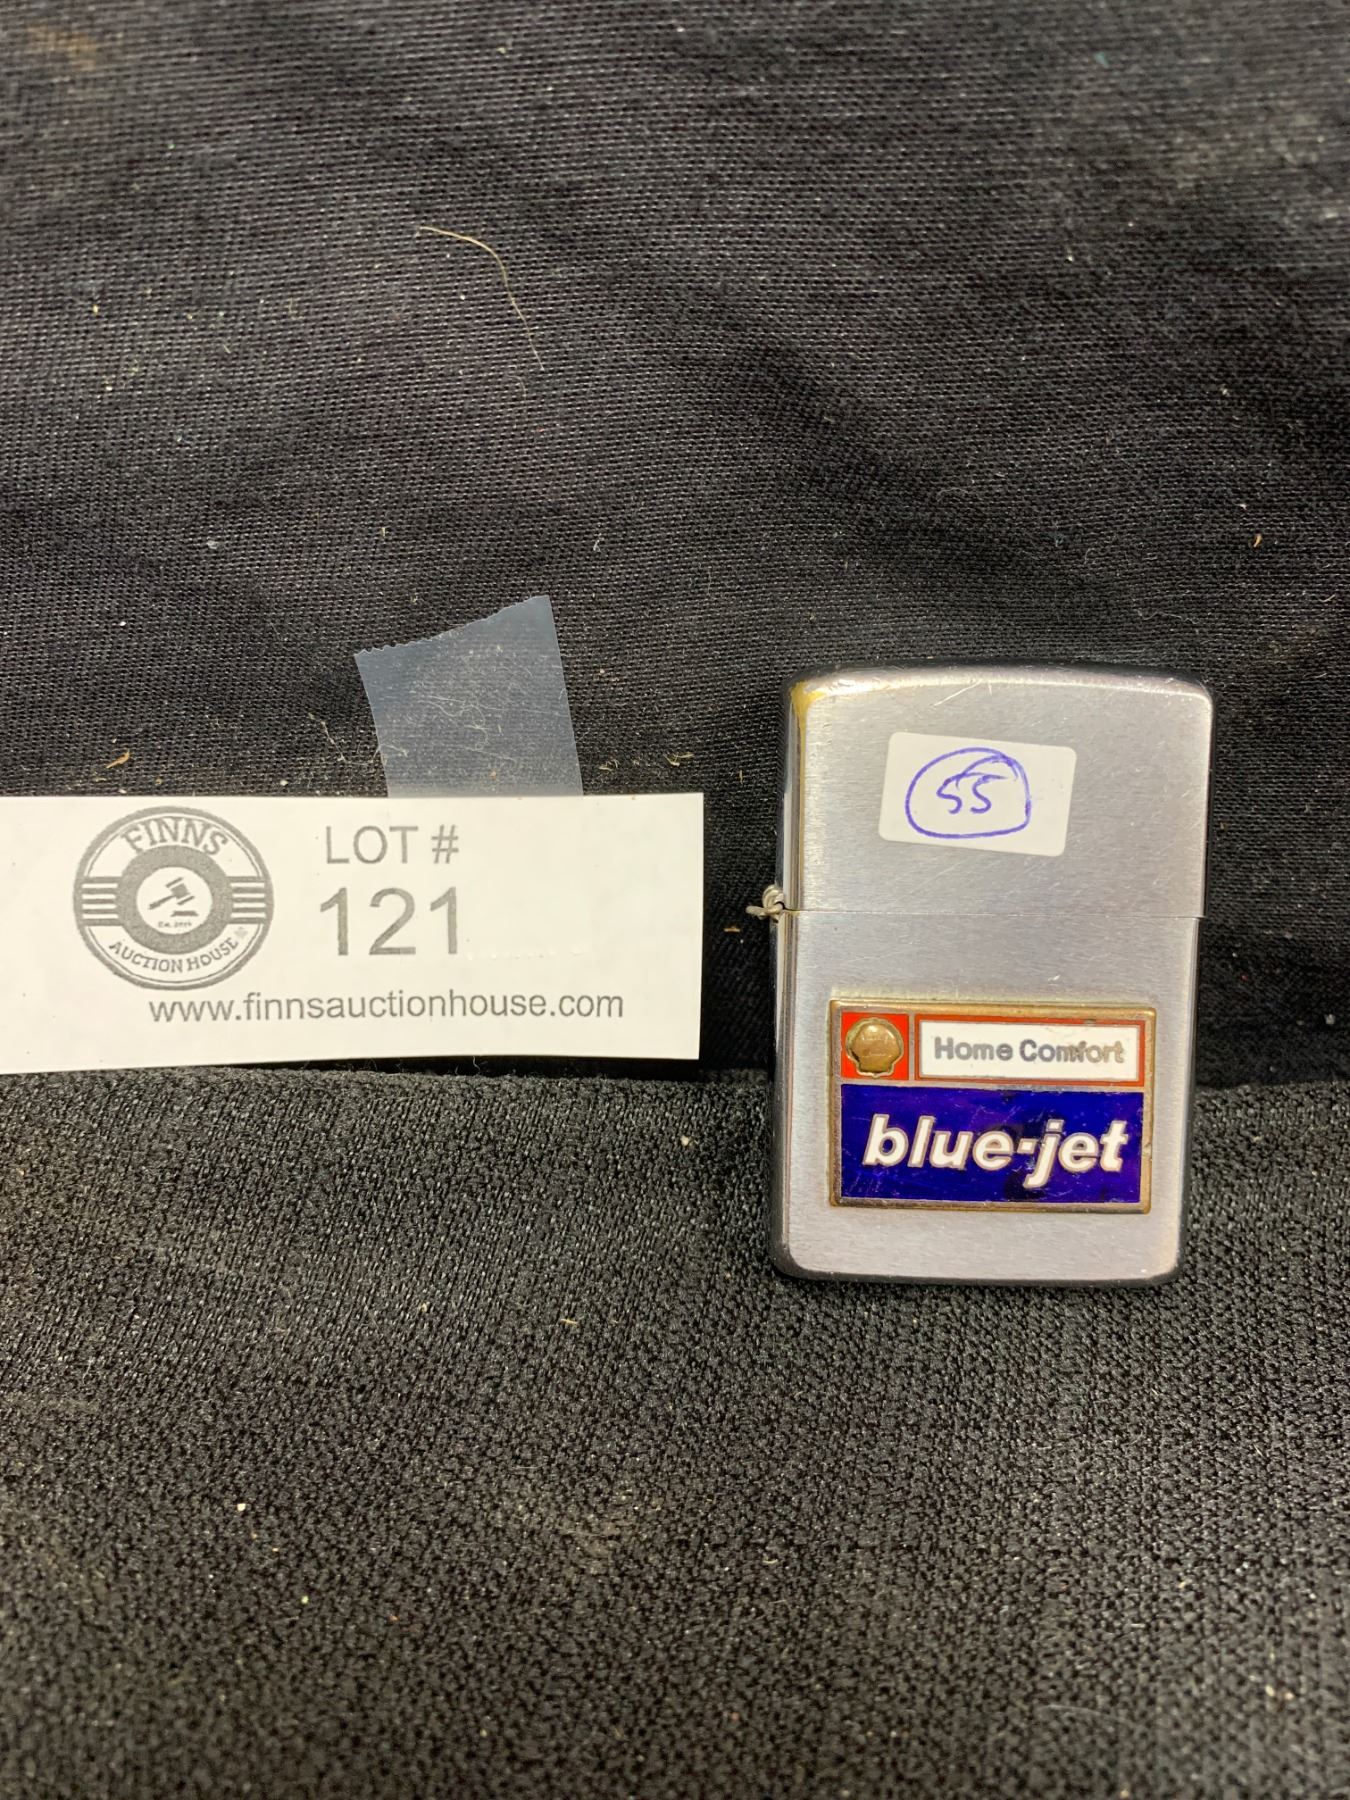 FINNS
AUCTION HOUSE
LOT #
121
www.finnsauctionhouse.com
55
Home Comfort
blue-jet